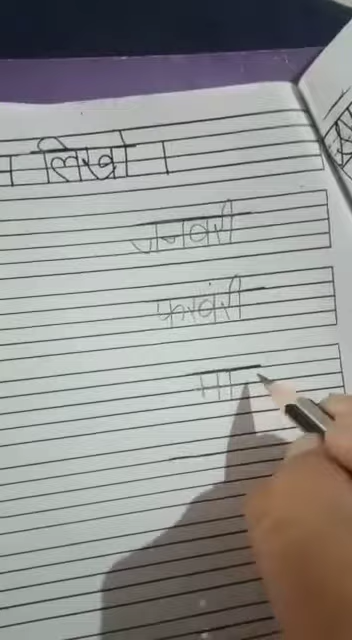 लिखो ।
जनवरी
फरवरी
मा